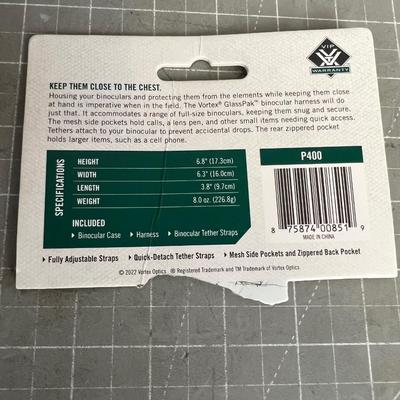 VIP
WARRANTY
KEEP THEM CLOSE TO THE CHEST.
Housing your binoculars and protecting them from the elements while keeping them close
at hand is imperative when in the field. The Vortex® GlassPak™ binocular harness will do
just that. It accommodates a range of full-size binoculars, keeping them snug and secure.
The mesh side pockets hold calls, a lens pen, and other small items needing quick access.
Tethers attach to your binocular to prevent accidental drops. The rear zippered pocket
holds larger items, such as a cell phone.
SPECIFICATIONS
HEIGHT 6.8" (17.3cm)
WIDTH 6.3" (16.0cm)
LENGTH 3.8" (9.7cm)
WEIGHT 8.0 oz. (226.8g)
INCLUDED
▸ Binocular Case ▸ Harness ▸ Binocular Tether Straps
P400
8 75874 00851 9
MADE IN CHINA
▸ Fully Adjustable Straps ▸ Quick-Detach Tether Straps ▸ Mesh Side Pockets and Zippered Back Pocket
© 2022 Vortex Optics ® Registered Trademark and TM Trademark of Vortex Optics